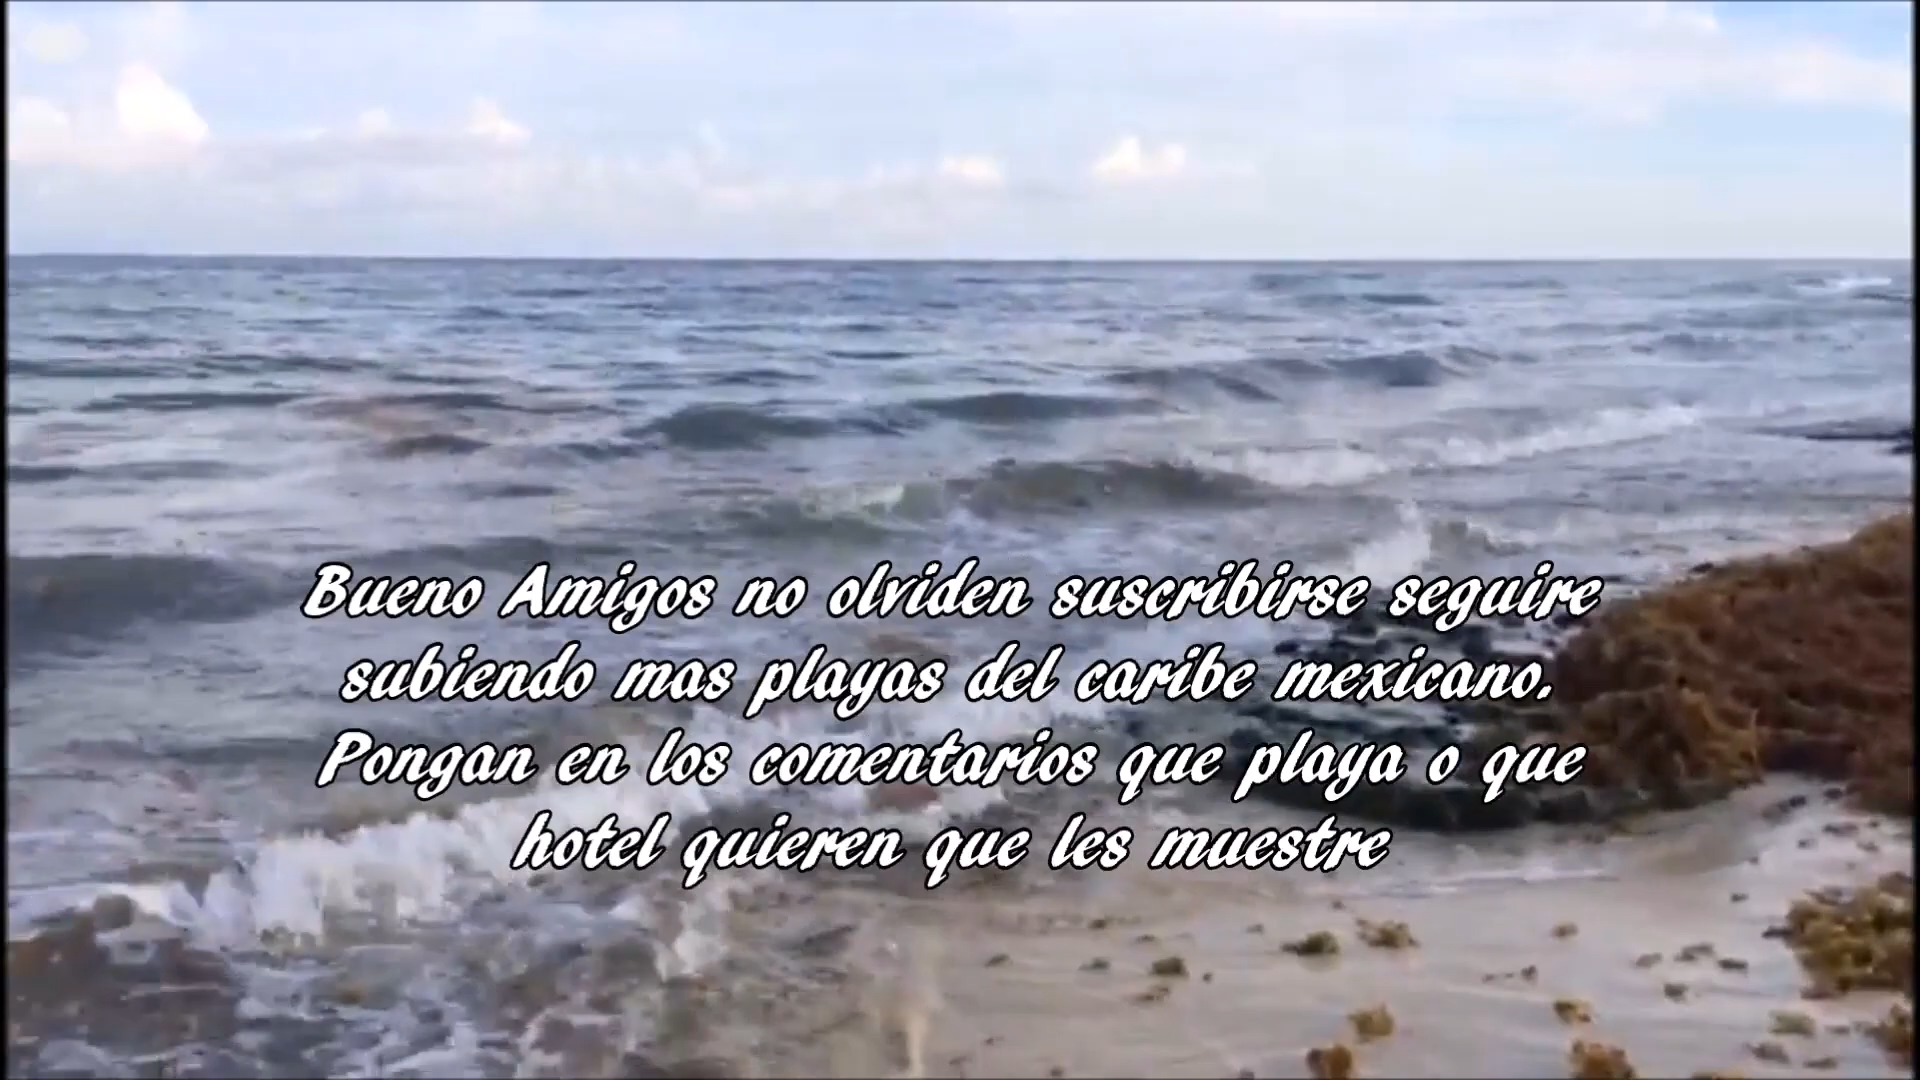 Bueno Amigos no olviden suscribirse seguire
subiendo mas playas del caribe mexicano.
Pongan en los comentarios que playa o que
hotel quieren que les muestre